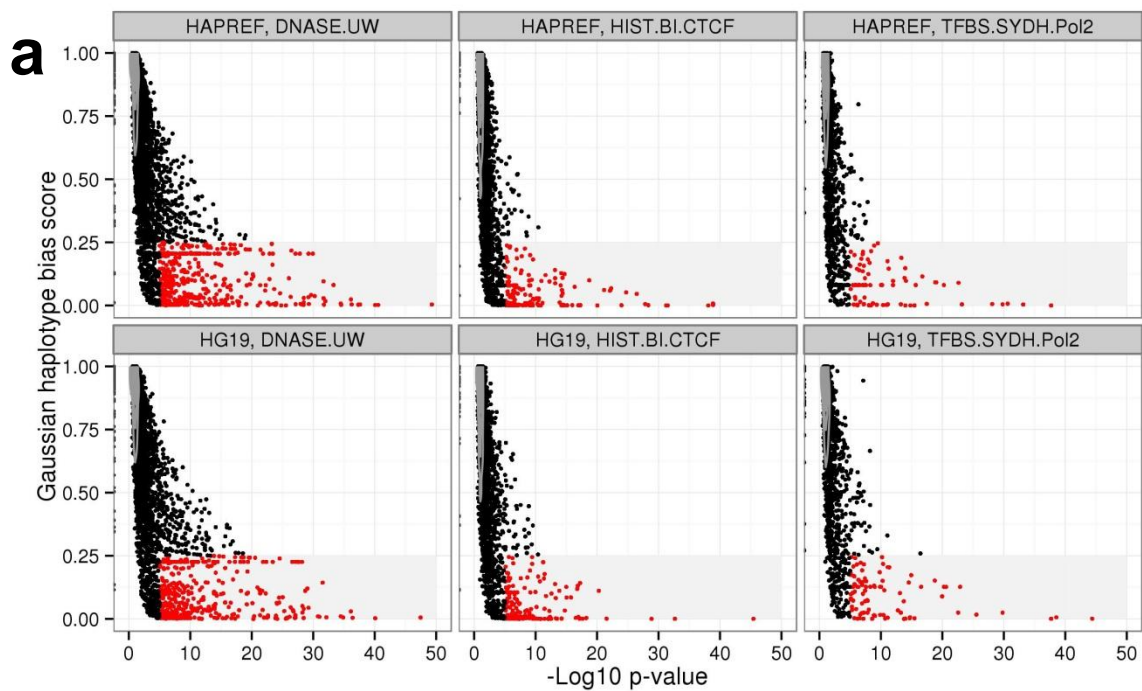 a
HAPREF, DNASE.UW
HAPREF, HIST.BI.CTCF
HAPREF, TFBS.SYDH.Pol2
1.00
0.75
0.50
0.25
0.00
HG19, DNASE.UW
HG19, HIST.BI.CTCF
HG19, TFBS.SYDH.Pol2
1.00
0.75
0.50
0.25
0.00
Gaussian haplotype bias score
0 10 20 30 40 50 0 10 20 30 40 50 0 10 20 30 40 50
-Log10 p-value